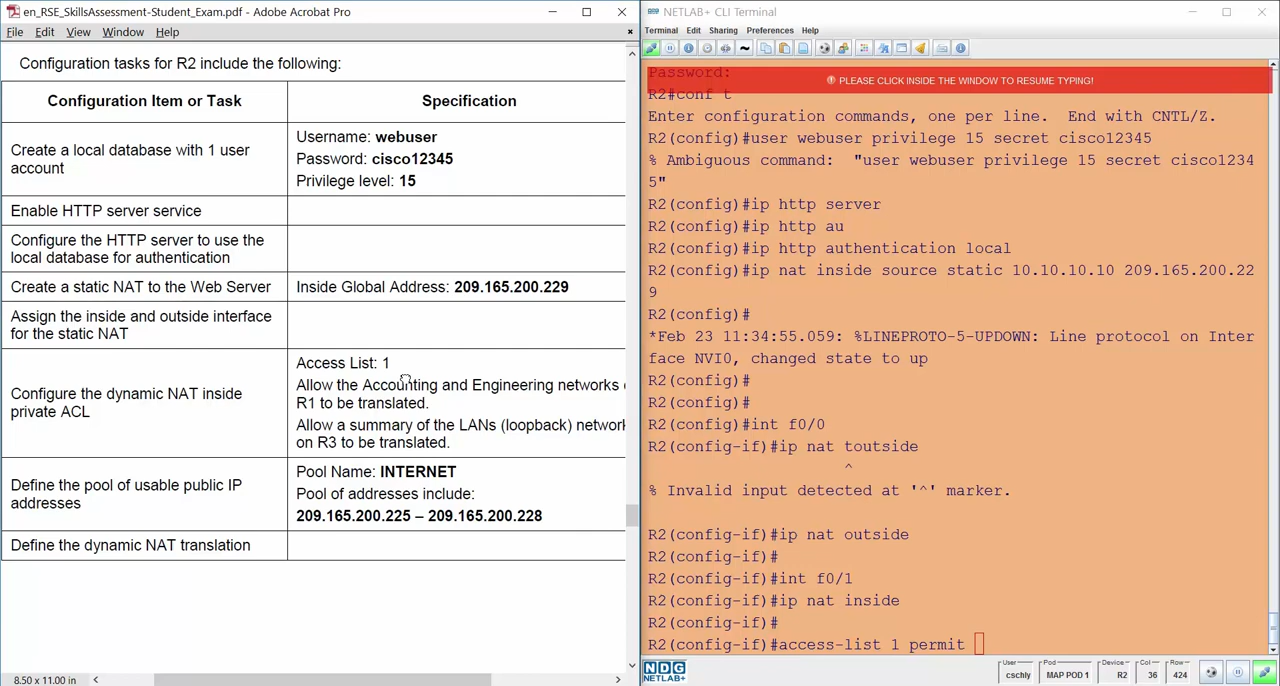 en_RSE_SkillsAssessment-Student_Exam.pdf - Adobe Acrobat Pro
File Edit View Window Help
Configuration tasks for R2 include the following:
Configuration Item or Task
Specification
Create a local database with 1 user
account
Username: webuser
Password: cisco12345
Privilege level: 15
Enable HTTP server service
Configure the HTTP server to use the
local database for authentication
Create a static NAT to the Web Server
Inside Global Address: 209.165.200.229
Assign the inside and outside interface
for the static NAT
Configure the dynamic NAT inside
private ACL
Access List: 1
Allow the Accounting and Engineering networks
R1 to be translated.
Allow a summary of the LANs (loopback) network
on R3 to be translated.
Define the pool of usable public IP
addresses
Pool Name: INTERNET
Pool of addresses include:
209.165.200.225 – 209.165.200.228
Define the dynamic NAT translation
8.50 x 11.00 in
NETLAB+ CLI Terminal
Terminal Edit Sharing Preferences Help
Password:
PLEASE CLICK INSIDE THE WINDOW TO RESUME TYPING!
R2#conf t
Enter configuration commands, one per line.  End with CNTL/Z.
R2(config)#user webuser privilege 15 secret cisco12345
% Ambiguous command:  "user webuser privilege 15 secret cisco1234
5"
R2(config)#ip http server
R2(config)#ip http au
R2(config)#ip http authentication local
R2(config)#ip nat inside source static 10.10.10.10 209.165.200.22
9
R2(config)#
*Feb 23 11:34:55.059: %LINEPROTO-5-UPDOWN: Line protocol on Inter
face NVI0, changed state to up
R2(config)#
R2(config)#
R2(config)#int f0/0
R2(config-if)#ip nat toutside
^
% Invalid input detected at '^' marker.
R2(config-if)#ip nat outside
R2(config-if)#
R2(config-if)#int f0/1
R2(config-if)#ip nat inside
R2(config-if)#
R2(config-if)#access-list 1 permit
NDG
NETLAB+
User
cschly
Pod
MAP POD 1
Device
R2
Col
36
Row
424